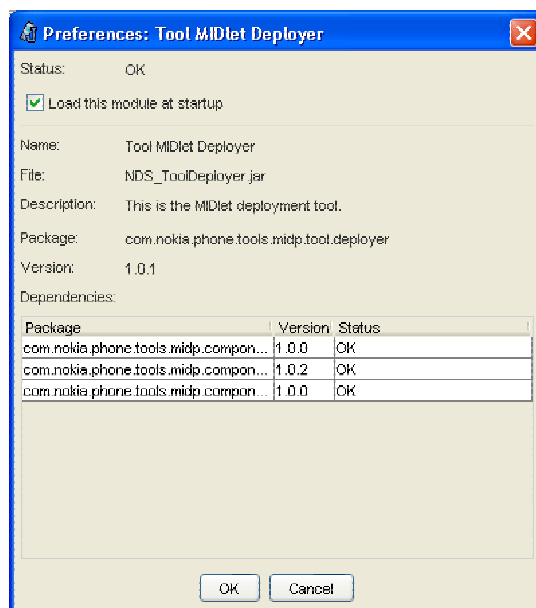 Preferences: Tool MIDlet Deployer
Status: OK
Load this module at startup
Name: Tool MIDlet Deployer
File: NDS_ToolDeployer.jar
Description: This is the MIDlet deployment tool.
Package: com.nokia.phone.tools.midp.tool.deployer
Version: 1.0.1
Dependencies:
Package Version Status
com.nokia.phone.tools.midp.compon... 1.0.0 OK
com.nokia.phone.tools.midp.compon... 1.0.2 OK
com.nokia.phone.tools.midp.compon... 1.0.0 OK
OK Cancel